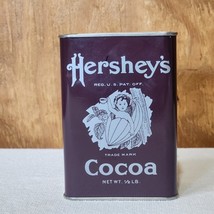 Hershey's
REG. U.S. PAT. OFF.
TRADE MARK
Cocoa
NET WT. ½ LB.